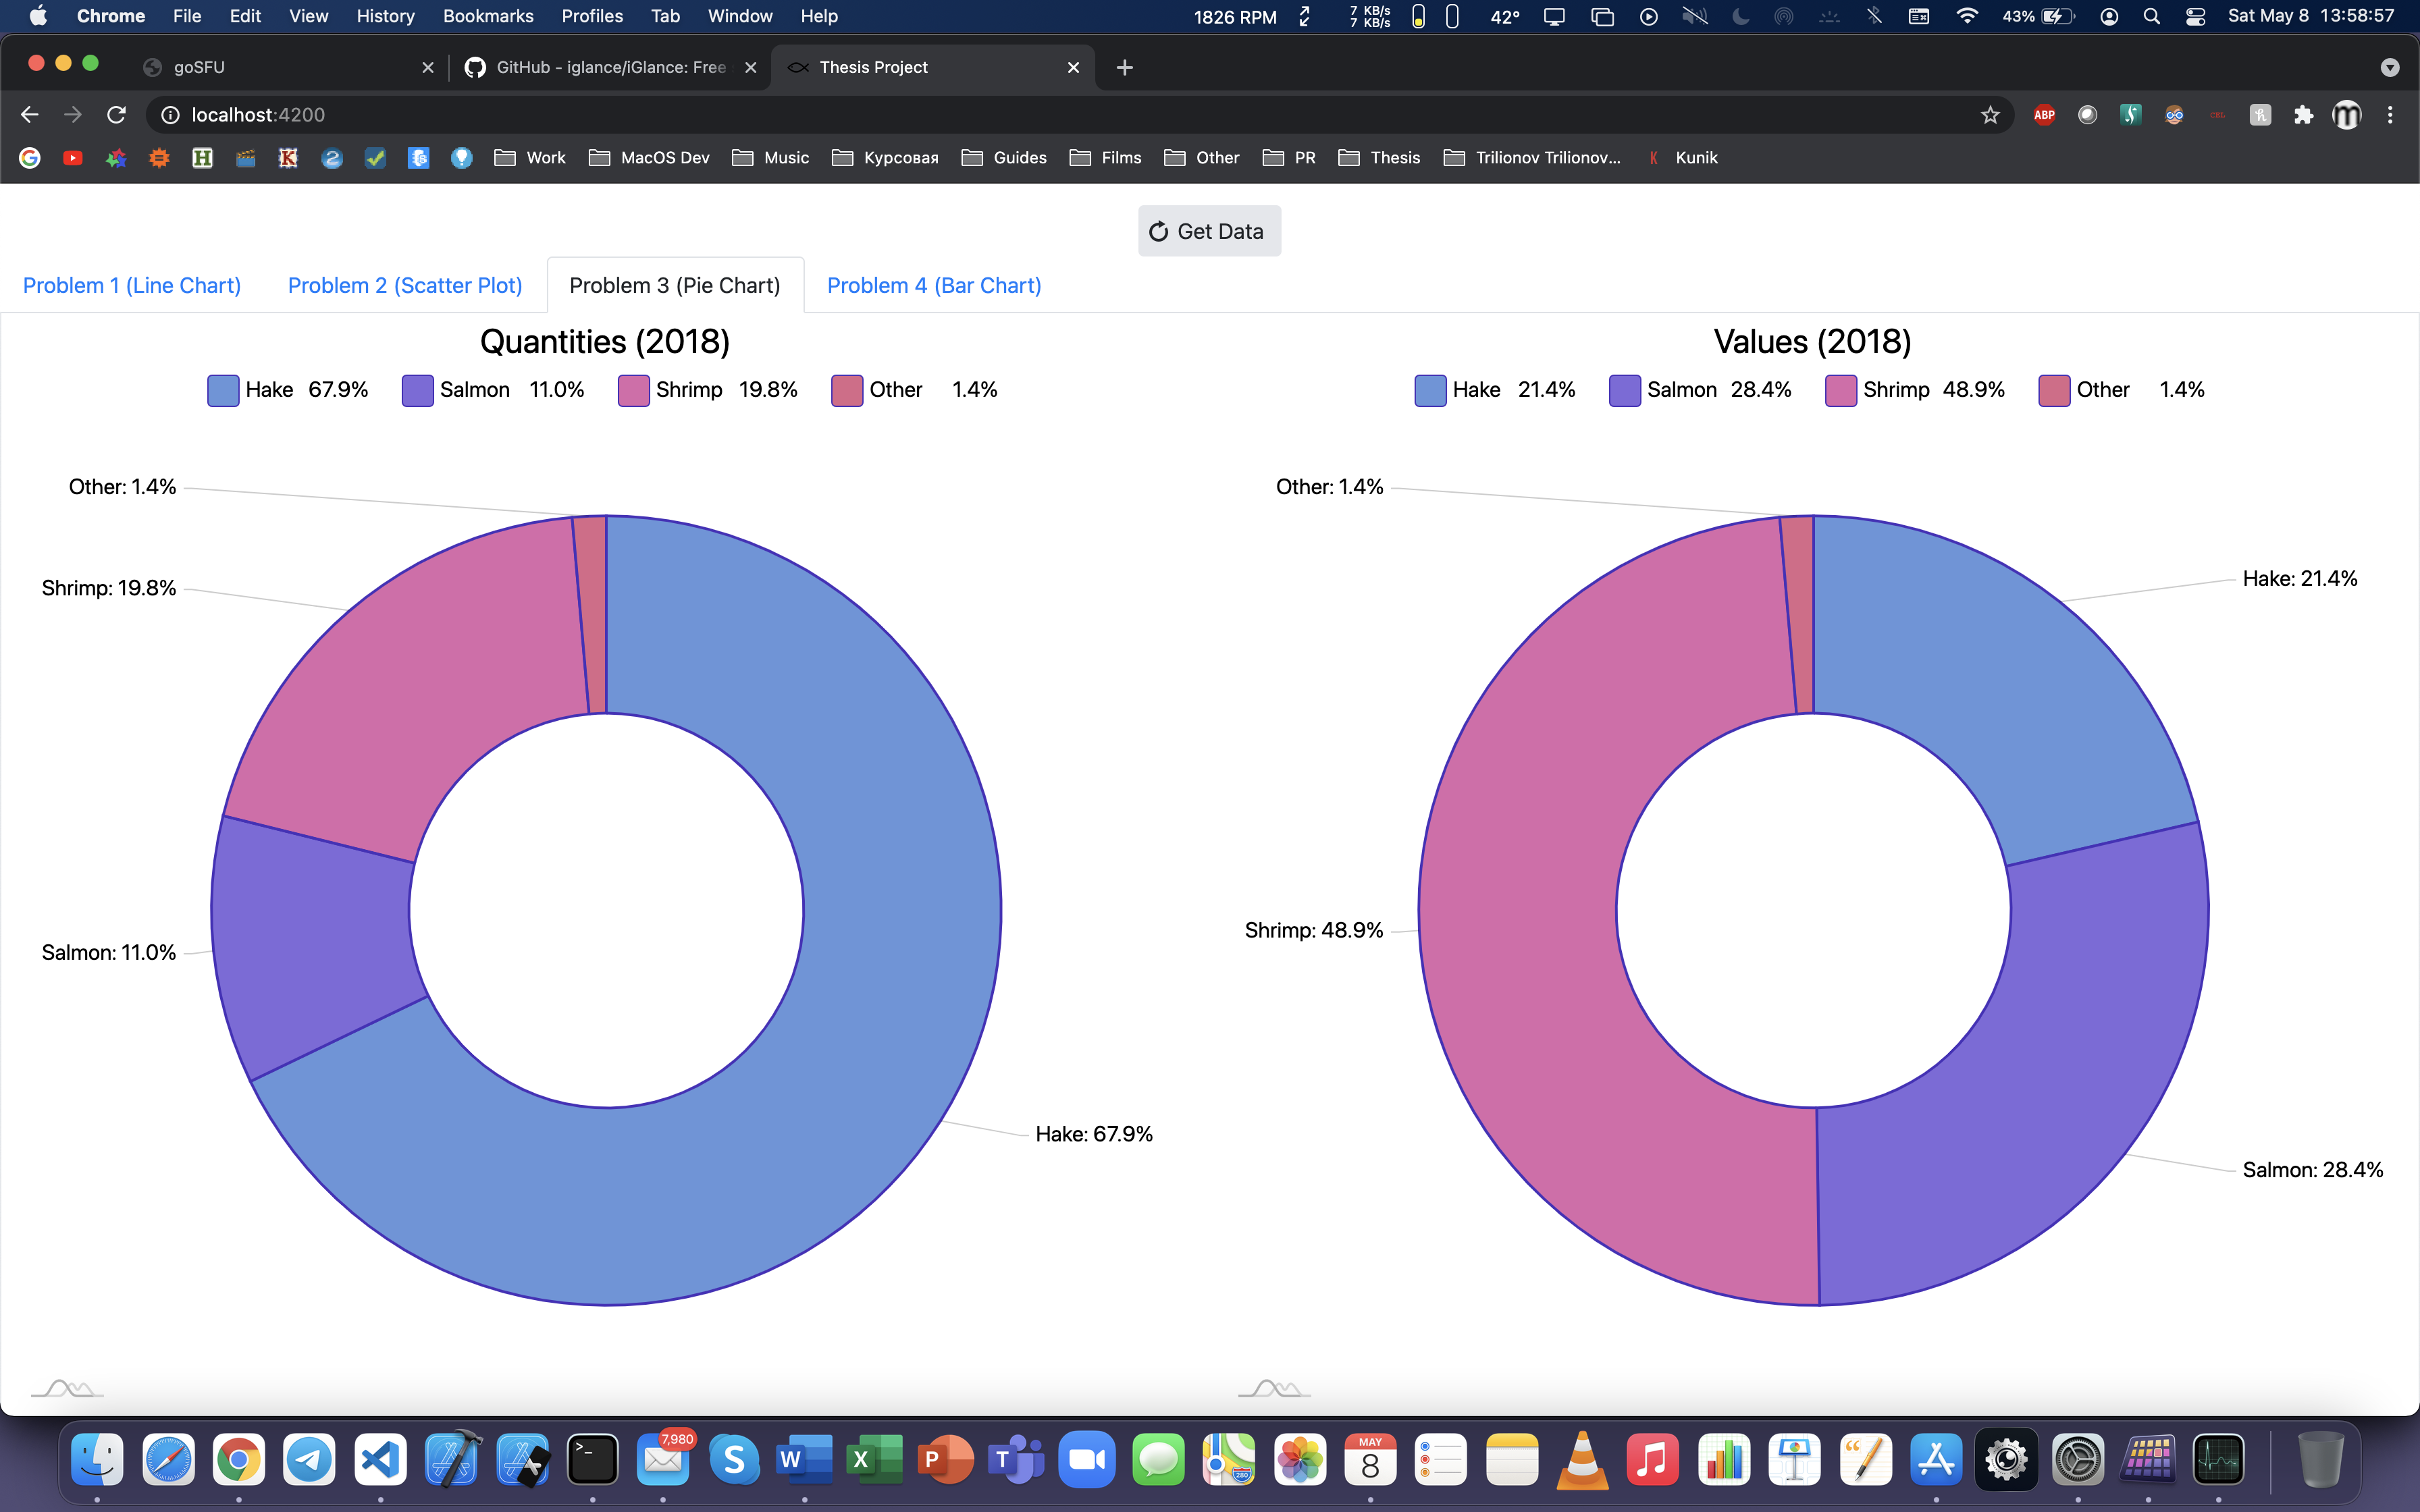 Chrome File Edit View History Bookmarks Profiles Tab Window Help 1826 RPM 7 KB/s 7 KB/s 42° 43% Sat May 8 13:58:57
goSFU GitHub - iglance/iGlance: Free Thesis Project
localhost:4200 ABP
Work MacOS Dev Music Курсовая Guides Films Other PR Thesis Trilionov Trilionov... K Kunik
Get Data
Problem 1 (Line Chart) Problem 2 (Scatter Plot) Problem 3 (Pie Chart) Problem 4 (Bar Chart)
Quantities (2018)
Hake 67.9% Salmon 11.0% Shrimp 19.8% Other 1.4%
Other: 1.4%
Shrimp: 19.8%
Salmon: 11.0%
Hake: 67.9%
Values (2018)
Hake 21.4% Salmon 28.4% Shrimp 48.9% Other 1.4%
Other: 1.4%
Hake: 21.4%
Shrimp: 48.9%
Salmon: 28.4%
7,980
MAY
8
280